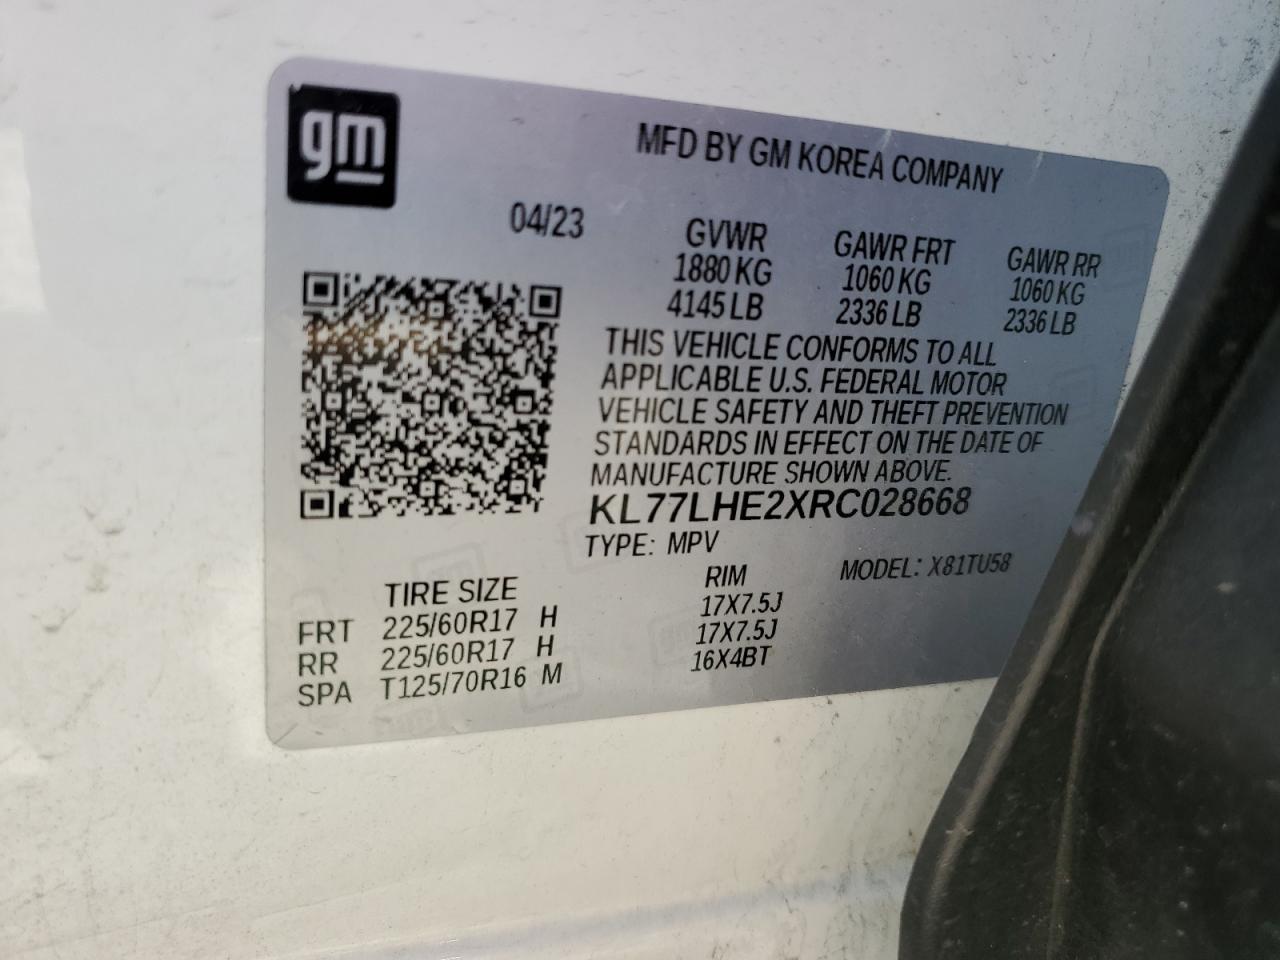 gm
MFD BY GM KOREA COMPANY
04/23
GVWR GAWR FRT GAWR RR
1880 KG 1060 KG 1060 KG
4145 LB 2336 LB 2336 LB
THIS VEHICLE CONFORMS TO ALL
APPLICABLE U.S. FEDERAL MOTOR
VEHICLE SAFETY AND THEFT PREVENTION
STANDARDS IN EFFECT ON THE DATE OF
MANUFACTURE SHOWN ABOVE.
KL77LHE2XRC028668
TYPE: MPV MODEL: X81TU58
TIRE SIZE RIM
FRT 225/60R17 H 17X7.5J
RR 225/60R17 H 17X7.5J
SPA T125/70R16 M 16X4BT